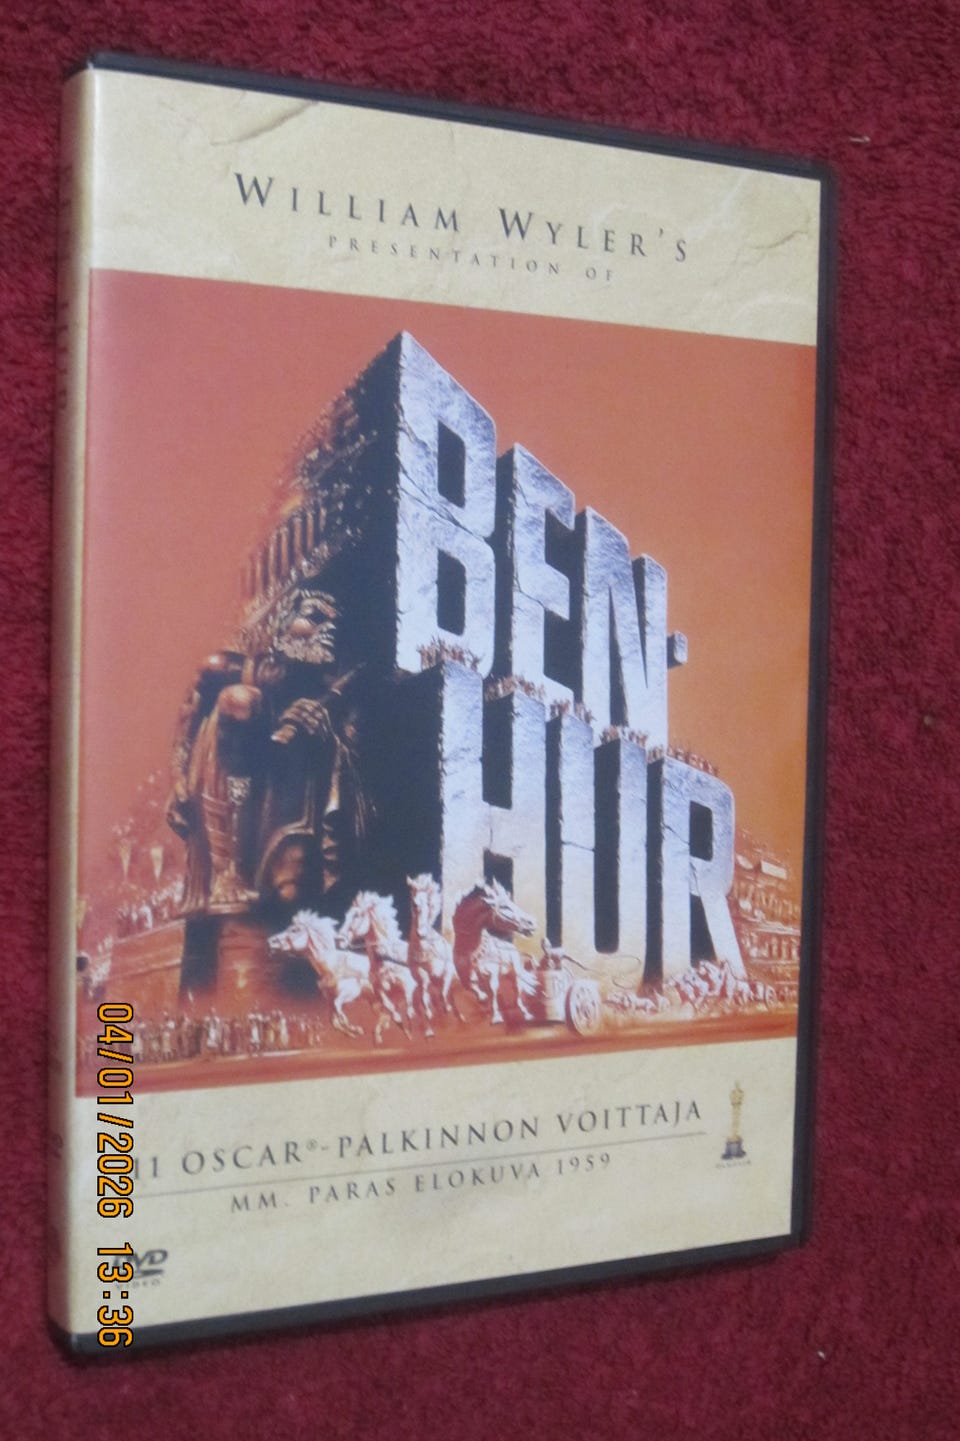 WILLIAM WYLER'S
PRESENTATION OF
BEN-
HUR
11 OSCAR®-PALKINNON VOITTAJA
MM. PARAS ELOKUVA 1959
DVD
VIDEO
04/01/2026 13:36